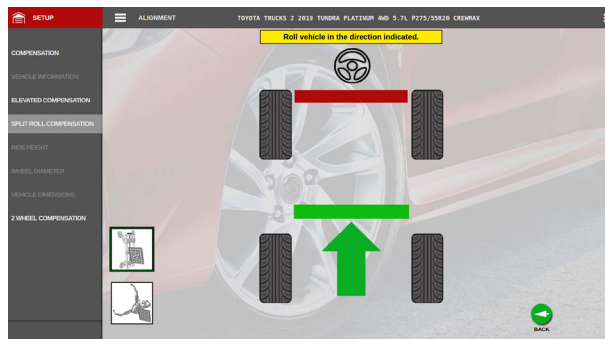 SETUP
ALIGNMENT
TOYOTA TRUCKS 2 2019 TUNDRA PLATINUM 4WD 5.7L P275/55R20 CREWMAX
Roll vehicle in the direction indicated.
COMPENSATION
VEHICLE INFORMATION
ELEVATED COMPENSATION
SPLIT ROLL COMPENSATION
RIDE HEIGHT
WHEEL DIAMETER
VEHICLE DIMENSIONS
2 WHEEL COMPENSATION
BACK